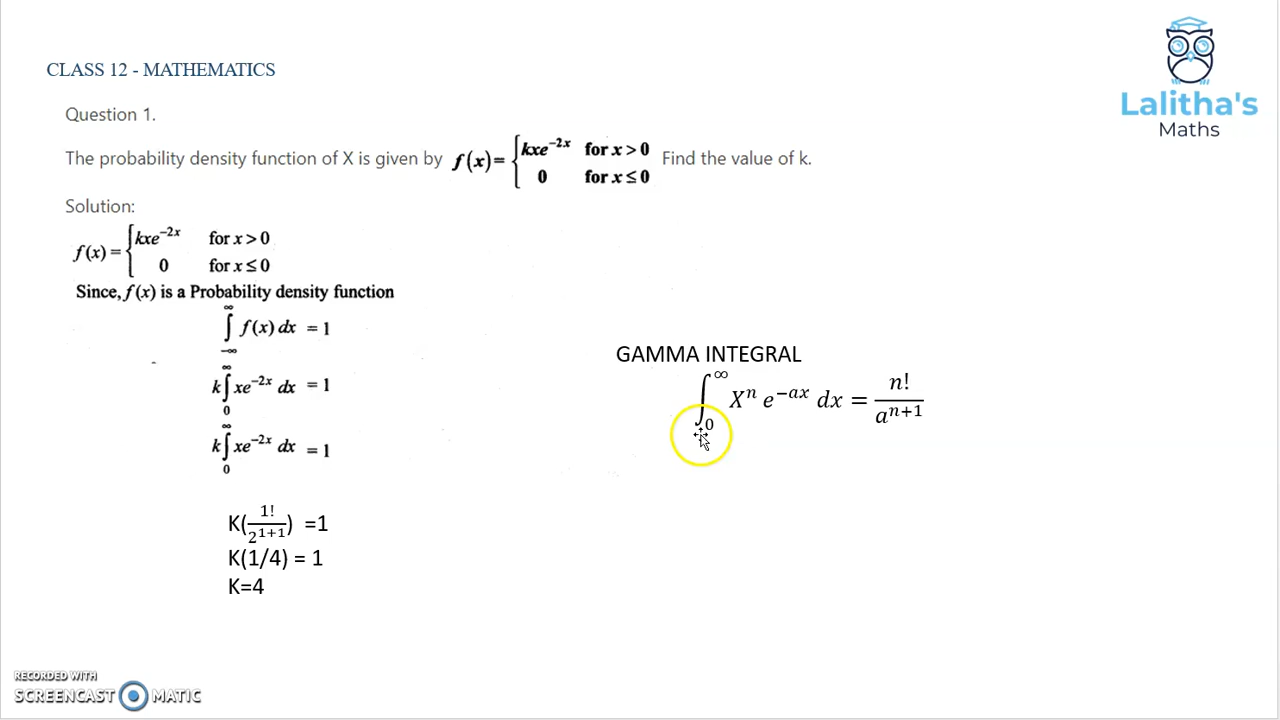 CLASS 12 - MATHEMATICS
Lalitha's
Maths
Question 1.
The probability density function of X is given by f(x)= { kxe^{-2x} for x > 0 Find the value of k.
0 for x ≤ 0
Solution:
f(x) = { kxe^{-2x} for x > 0
0 for x ≤ 0
Since, f(x) is a Probability density function
∫_{-∞}^{∞} f(x) dx = 1
k∫_{0}^{∞} xe^{-2x} dx = 1
k∫_{0}^{∞} xe^{-2x} dx = 1
K(1!/2^{1+1}) =1
K(1/4) = 1
K=4
GAMMA INTEGRAL
∫_{0}^{∞} X^n e^{-ax} dx = n!/a^{n+1}
RECORDED WITH
SCREENCAST MATIC